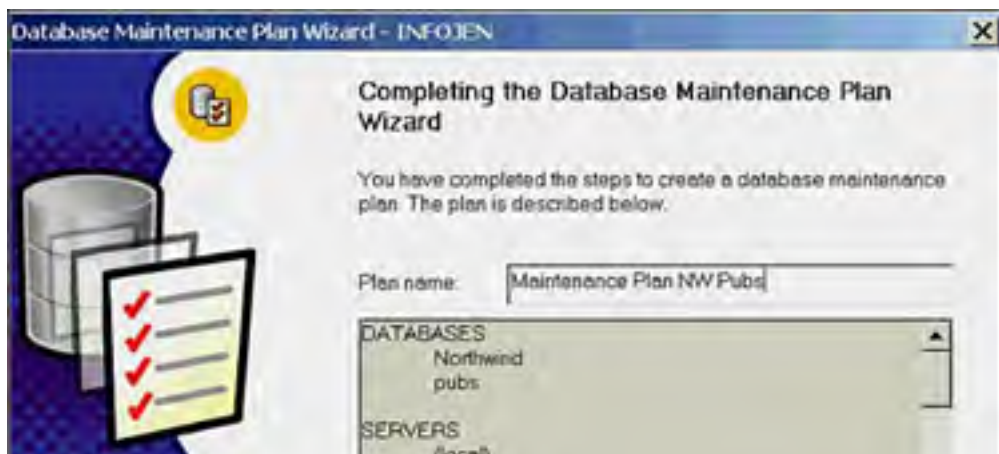 Database Maintenance Plan Wizard - INFOJEN
Completing the Database Maintenance Plan
Wizard
You have completed the steps to create a database maintenance
plan. The plan is described below.
Plan name: Maintenance Plan NW Pubs
DATABASES
Northwind
pubs
SERVERS